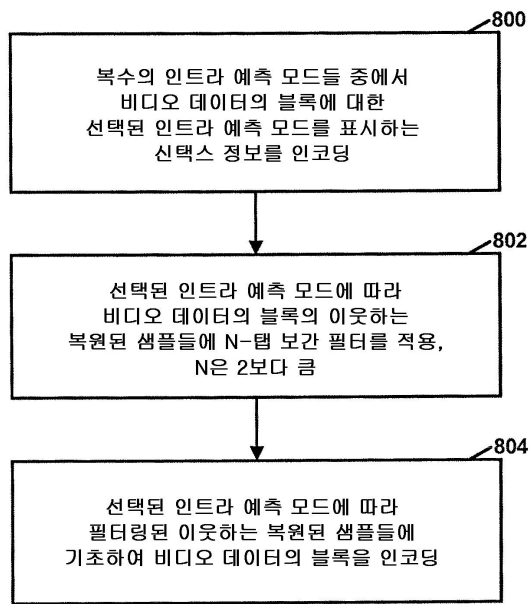 800
복수의 인트라 예측 모드들 중에서
비디오 데이터의 블록에 대한
선택된 인트라 예측 모드를 표시하는
신택스 정보를 인코딩
802
선택된 인트라 예측 모드에 따라
비디오 데이터의 블록의 이웃하는
복원된 샘플들에 N-탭 보간 필터를 적용,
N은 2보다 큼
804
선택된 인트라 예측 모드에 따라
필터링된 이웃하는 복원된 샘플들에
기초하여 비디오 데이터의 블록을 인코딩